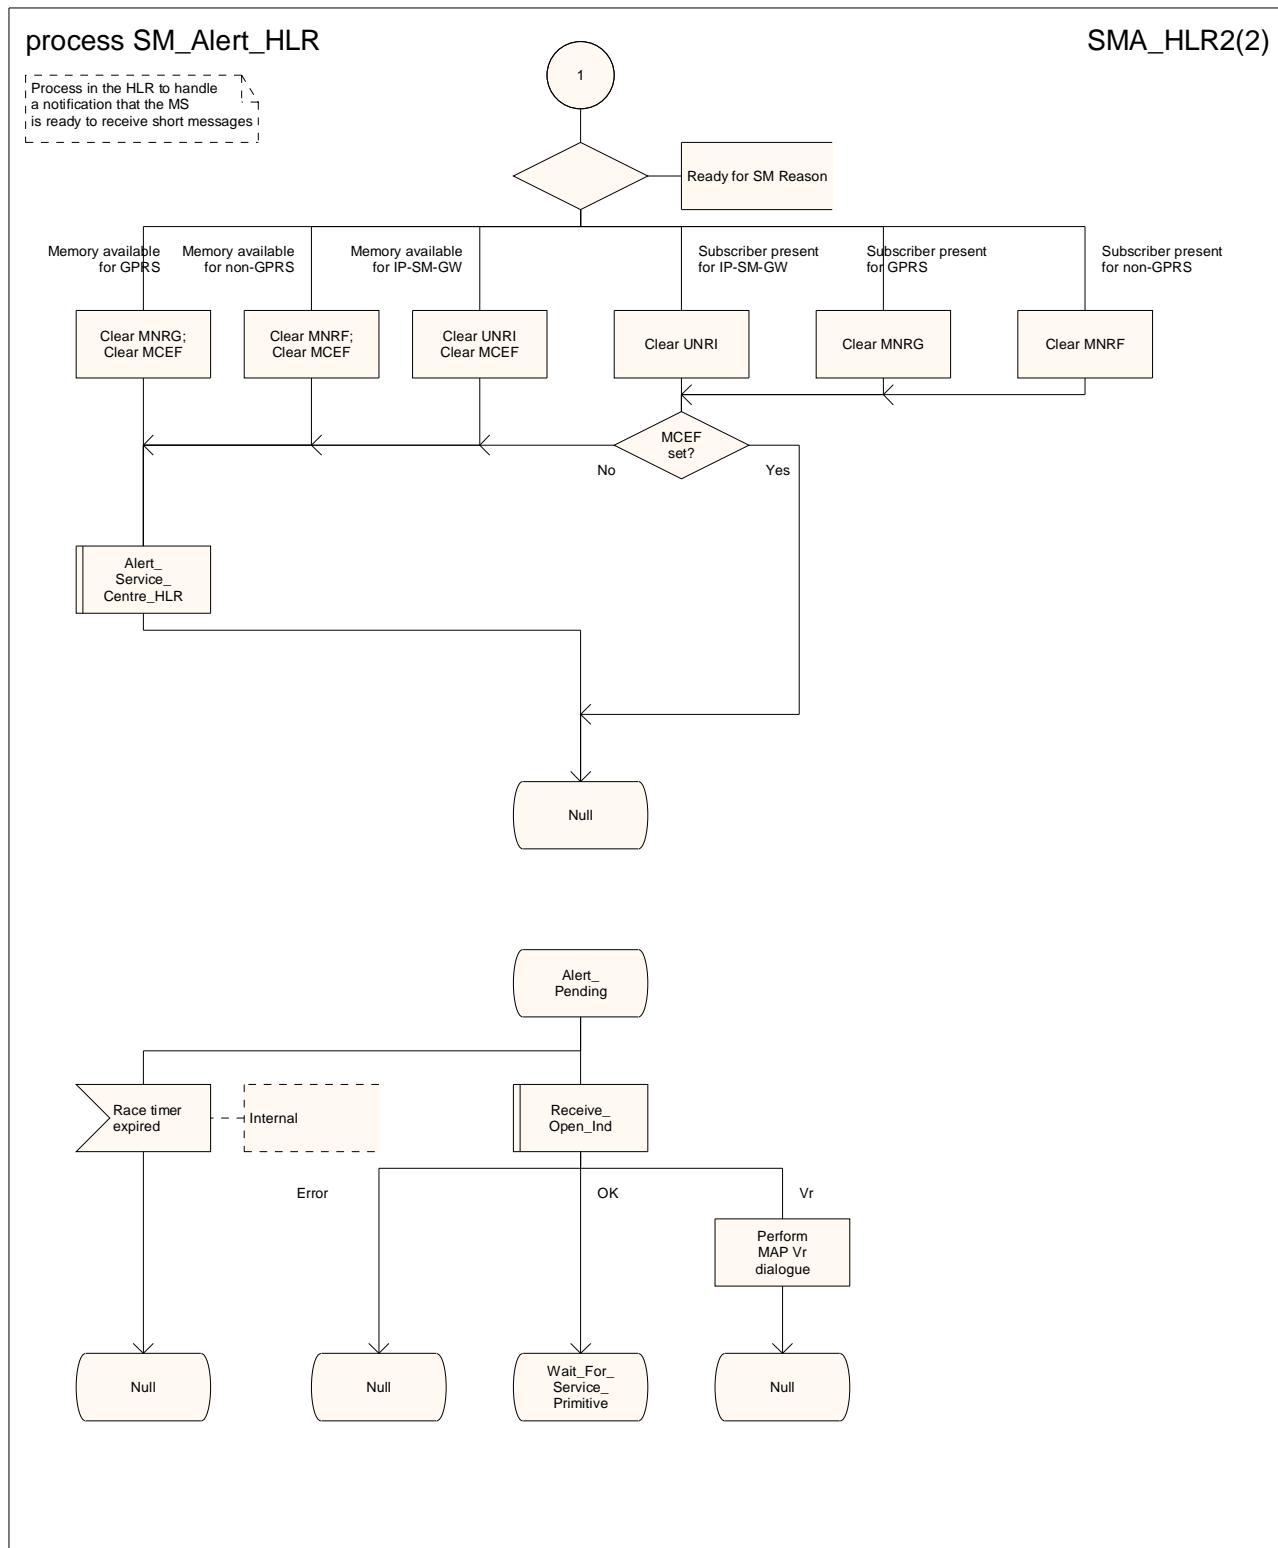 process SM_Alert_HLR
SMA_HLR2(2)
Process in the HLR to handle
a notification that the MS
is ready to receive short messages
1
Ready for SM Reason
Memory available
for GPRS
Memory available
for non-GPRS
Memory available
for IP-SM-GW
Subscriber present
for IP-SM-GW
Subscriber present
for GPRS
Subscriber present
for non-GPRS
Clear MNRG;
Clear MCEF
Clear MNRF;
Clear MCEF
Clear UNRI
Clear MCEF
Clear UNRI
Clear MNRG
Clear MNRF
MCEF
set?
No
Yes
Alert_
Service_
Centre_HLR
Null
Alert_
Pending
Race timer
expired
Internal
Receive_
Open_Ind
Error
OK
Vr
Perform
MAP Vr
dialogue
Null
Null
Wait_For_
Service_
Primitive
Null